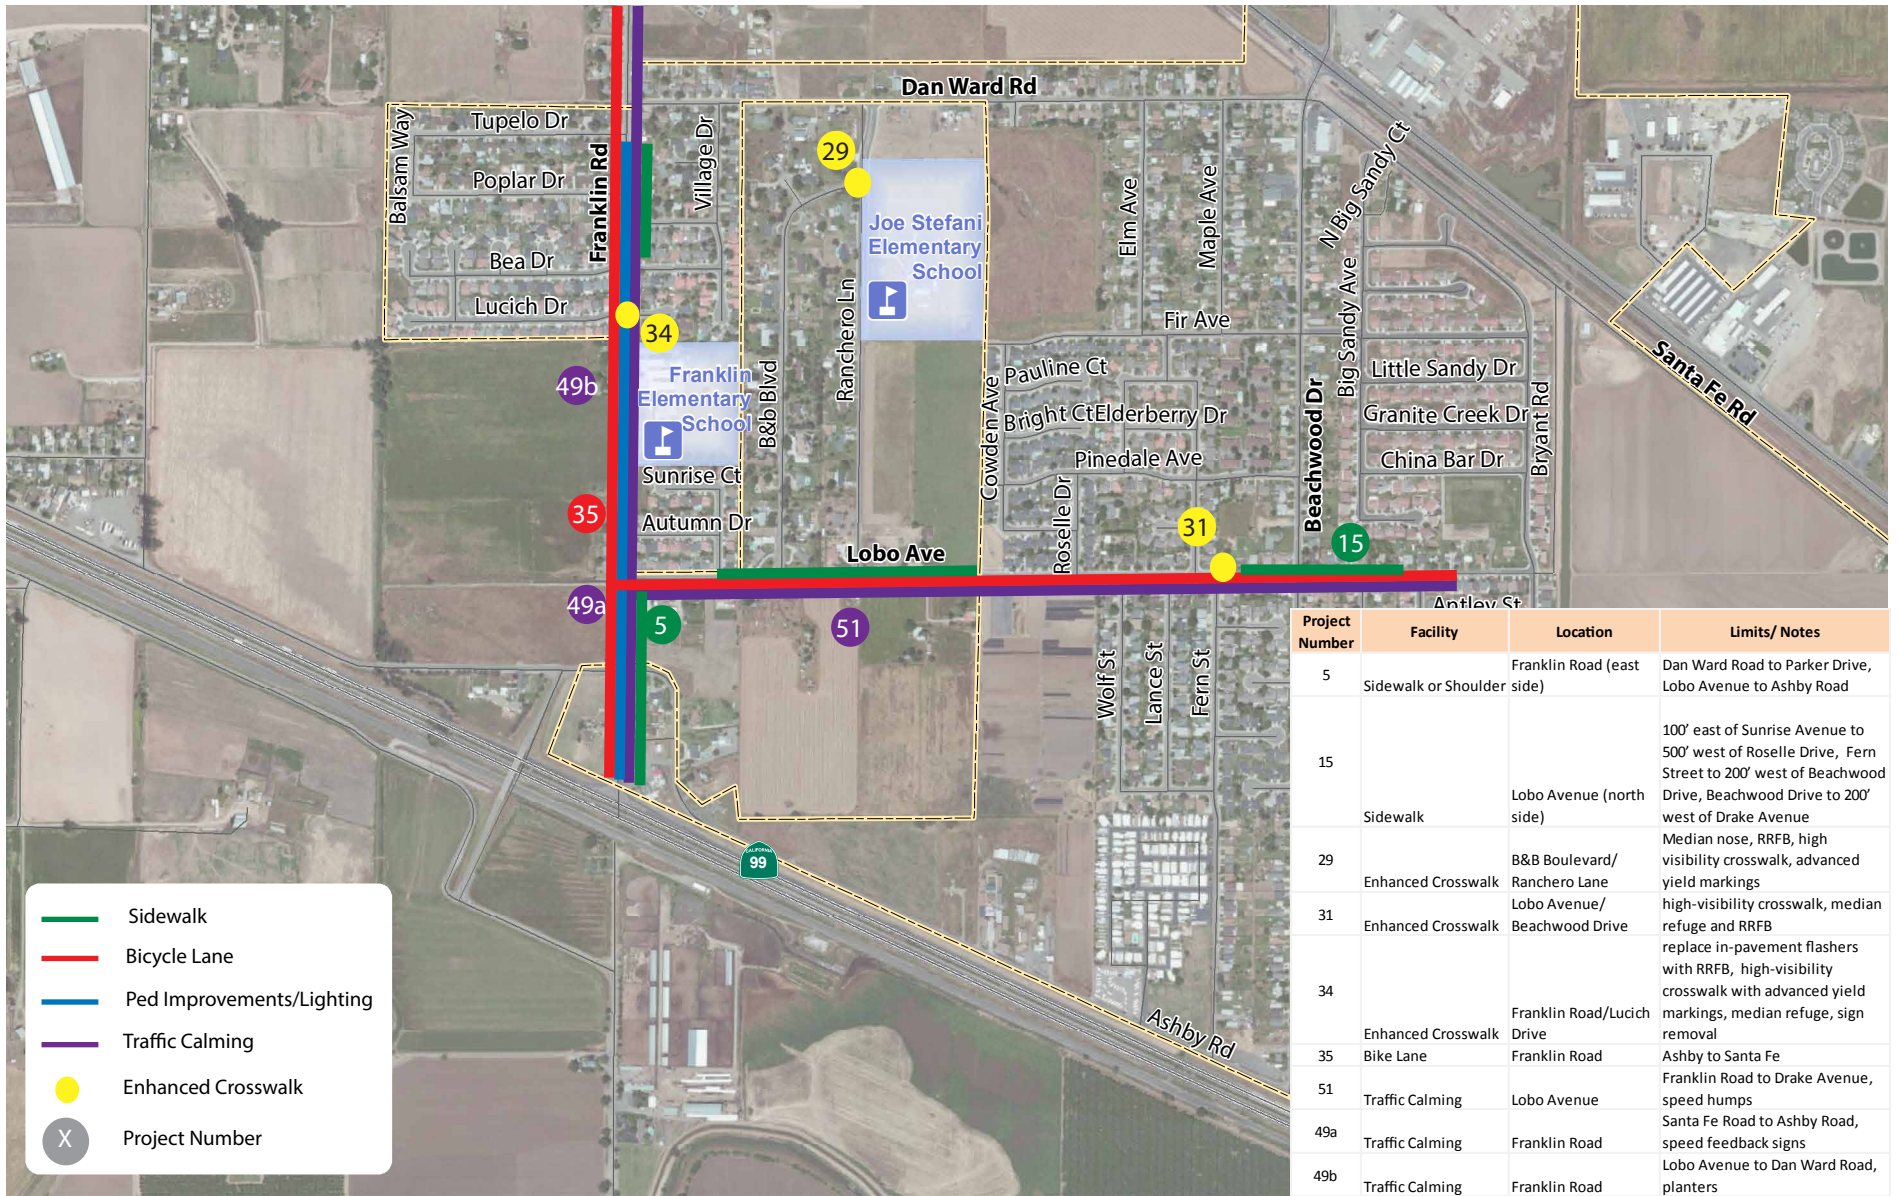 Dan Ward Rd
Tupelo Dr
Balsam Way
Poplar Dr
Franklin Rd
Village Dr
29
Joe Stefani
Elementary
School
Bea Dr
Lucich Dr
34
49b
Franklin
Elementary
School
B&b Blvd
Ranchero Ln
Elm Ave
Maple Ave
N Big Sandy Ct
Fir Ave
Big Sandy Ave
Pauline Ct
Little Sandy Dr
Santa Fe Rd
Cowden Ave
Bright Ct
Elderberry Dr
Granite Creek Dr
Beachwood Dr
Bryant Rd
Pinedale Ave
China Bar Dr
Sunrise Ct
35
Autumn Dr
Roselle Dr
31
15
Lobo Ave
49a
5
51
Antley St
Wolf St
Lance St
Fern St
CALIFORNIA
99
Ashby Rd
Sidewalk
Bicycle Lane
Ped Improvements/Lighting
Traffic Calming
Enhanced Crosswalk
X
Project Number
Project
Number
Facility
Location
Limits/ Notes
5
Sidewalk or Shoulder
Franklin Road (east
side)
Dan Ward Road to Parker Drive,
Lobo Avenue to Ashby Road
15
Sidewalk
Lobo Avenue (north
side)
100' east of Sunrise Avenue to
500' west of Roselle Drive, Fern
Street to 200' west of Beachwood
Drive, Beachwood Drive to 200'
west of Drake Avenue
29
Enhanced Crosswalk
B&B Boulevard/
Ranchero Lane
Median nose, RRFB, high
visibility crosswalk, advanced
yield markings
31
Enhanced Crosswalk
Lobo Avenue/
Beachwood Drive
high-visibility crosswalk, median
refuge and RRFB
34
Enhanced Crosswalk
Franklin Road/Lucich
Drive
replace in-pavement flashers
with RRFB, high-visibility
crosswalk with advanced yield
markings, median refuge, sign
removal
35
Bike Lane
Franklin Road
Ashby to Santa Fe
51
Traffic Calming
Lobo Avenue
Franklin Road to Drake Avenue,
speed humps
49a
Traffic Calming
Franklin Road
Santa Fe Road to Ashby Road,
speed feedback signs
49b
Traffic Calming
Franklin Road
Lobo Avenue to Dan Ward Road,
planters